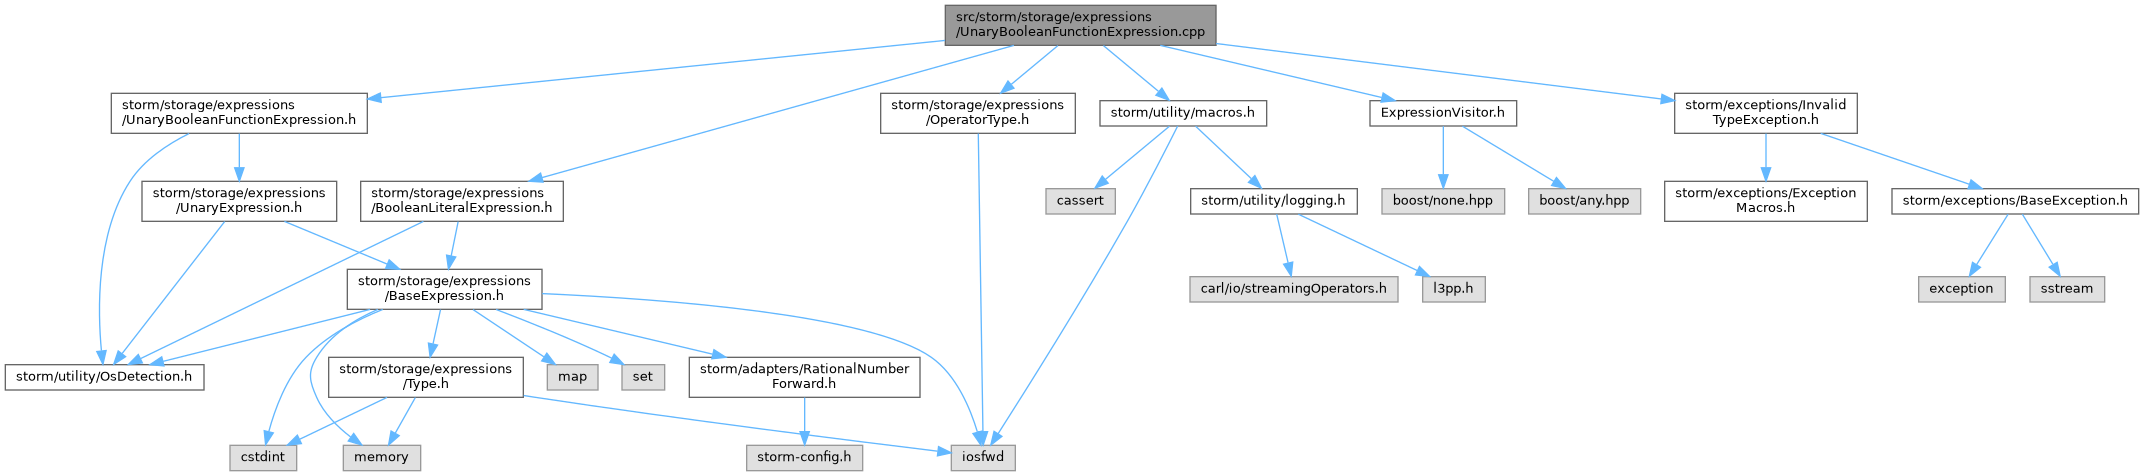 src/storm/storage/expressions
/UnaryBooleanFunctionExpression.cpp
storm/storage/expressions
/UnaryBooleanFunctionExpression.h
storm/storage/expressions
/OperatorType.h
storm/utility/macros.h
ExpressionVisitor.h
storm/exceptions/Invalid
TypeException.h
storm/storage/expressions
/UnaryExpression.h
storm/storage/expressions
/BooleanLiteralExpression.h
cassert
storm/utility/logging.h
boost/none.hpp
boost/any.hpp
storm/exceptions/Exception
Macros.h
storm/exceptions/BaseException.h
storm/storage/expressions
/BaseExpression.h
carl/io/streamingOperators.h
l3pp.h
exception
sstream
storm/utility/OsDetection.h
storm/storage/expressions
/Type.h
map
set
storm/adapters/RationalNumber
Forward.h
cstdint
memory
storm-config.h
iosfwd